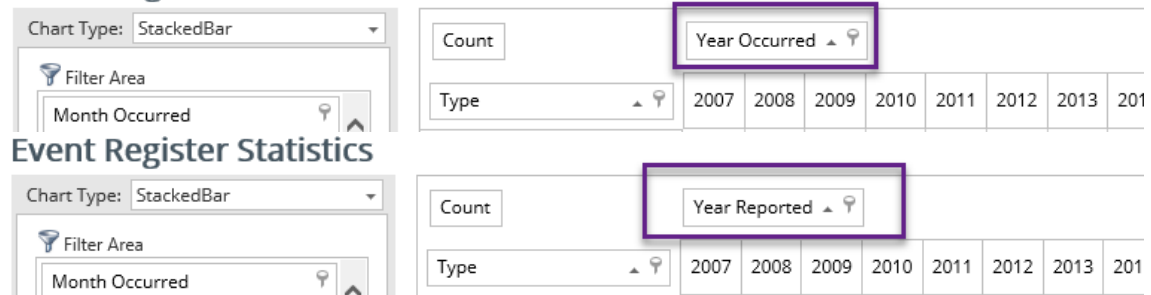 Chart Type: StackedBar
Count
Year Occurred
Filter Area
Month Occurred
Type
2007 2008 2009 2010 2011 2012 2013 201
Event Register Statistics
Chart Type: StackedBar
Count
Year Reported
Filter Area
Month Occurred
Type
2007 2008 2009 2010 2011 2012 2013 201